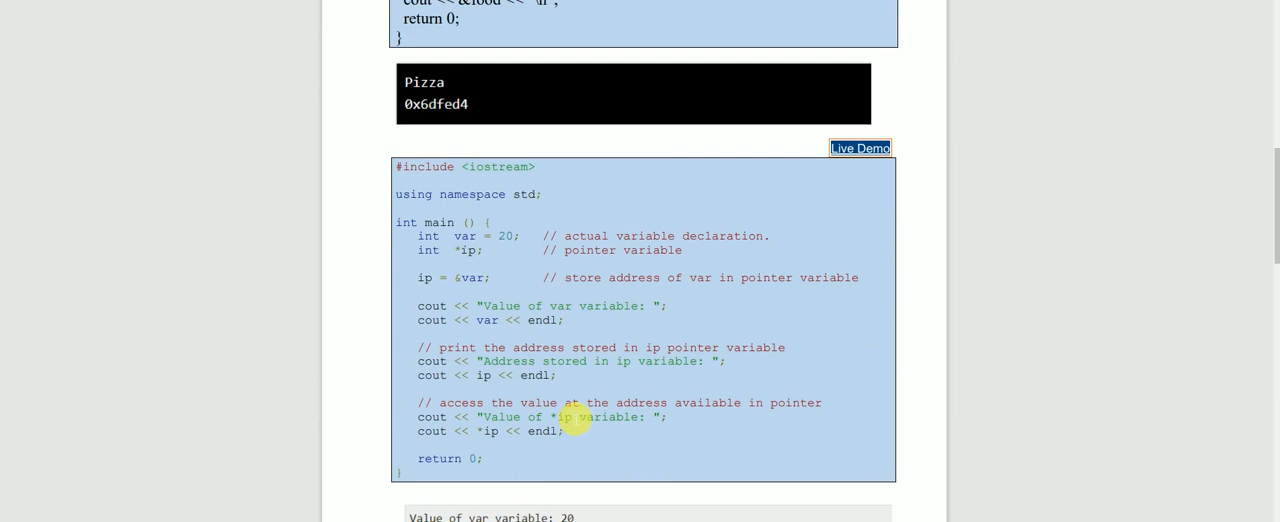 cout << &food << "\n";
return 0;
}
Pizza
0x6dfed4
Live Demo
#include <iostream>
using namespace std;
int main () {
int var = 20; // actual variable declaration.
int *ip; // pointer variable
ip = &var; // store address of var in pointer variable
cout << "Value of var variable: ";
cout << var << endl;
// print the address stored in ip pointer variable
cout << "Address stored in ip variable: ";
cout << ip << endl;
// access the value at the address available in pointer
cout << "Value of *ip variable: ";
cout << *ip << endl;
return 0;
}
Value of var variable: 20